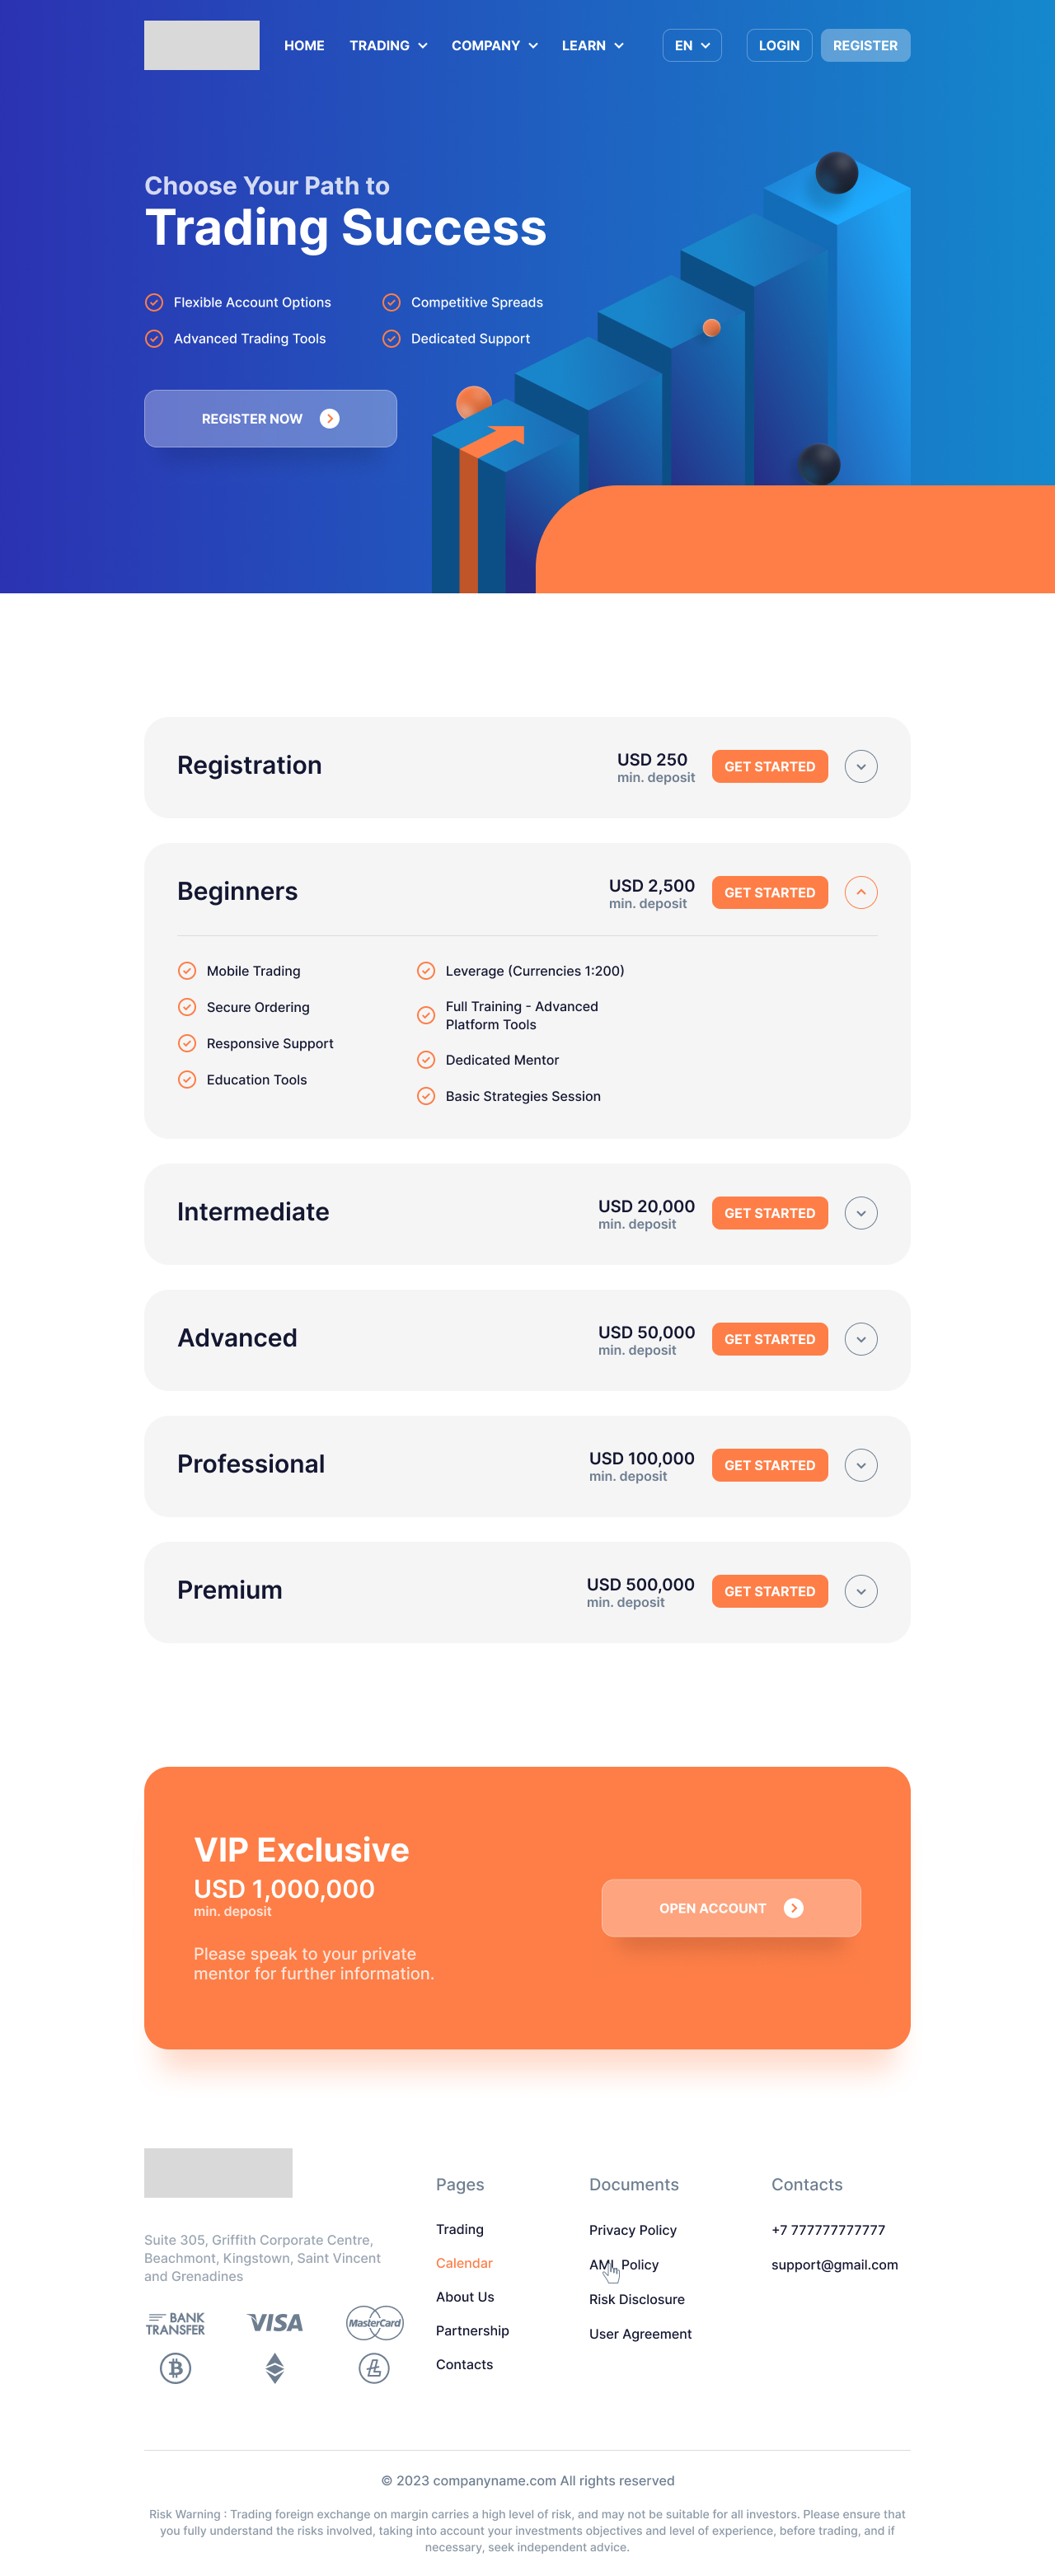 HOME TRADING COMPANY LEARN EN LOGIN REGISTER
Choose Your Path to
Trading Success
Flexible Account Options
Competitive Spreads
Advanced Trading Tools
Dedicated Support
REGISTER NOW
Registration
USD 250
min. deposit
GET STARTED
Beginners
USD 2,500
min. deposit
GET STARTED
Mobile Trading
Secure Ordering
Responsive Support
Education Tools
Leverage (Currencies 1:200)
Full Training - Advanced
Platform Tools
Dedicated Mentor
Basic Strategies Session
Intermediate
USD 20,000
min. deposit
GET STARTED
Advanced
USD 50,000
min. deposit
GET STARTED
Professional
USD 100,000
min. deposit
GET STARTED
Premium
USD 500,000
min. deposit
GET STARTED
VIP Exclusive
USD 1,000,000
min. deposit
Please speak to your private
mentor for further information.
OPEN ACCOUNT
Suite 305, Griffith Corporate Centre,
Beachmont, Kingstown, Saint Vincent
and Grenadines
BANK
TRANSFER
VISA
MasterCard
Pages
Trading
Calendar
About Us
Partnership
Contacts
Documents
Privacy Policy
AML Policy
Risk Disclosure
User Agreement
Contacts
+7 777777777777
support@gmail.com
© 2023 companyname.com All rights reserved
Risk Warning : Trading foreign exchange on margin carries a high level of risk, and may not be suitable for all investors. Please ensure that
you fully understand the risks involved, taking into account your investments objectives and level of experience, before trading, and if
necessary, seek independent advice.